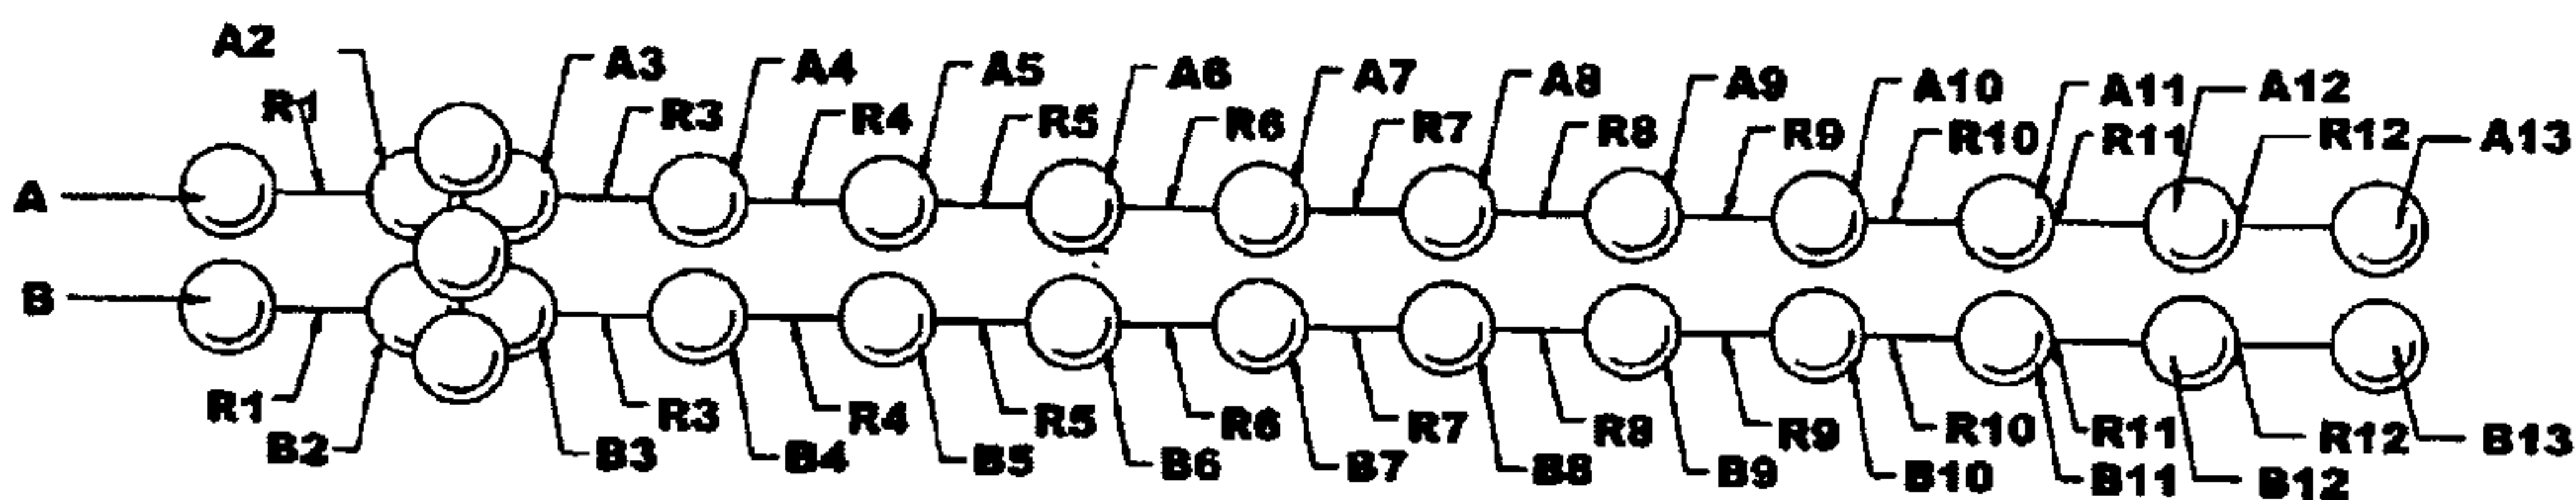 A2 A3 A4 A5 A6 A7 A8 A9 A10 A11 A12
R1 R3 R4 R5 R6 R7 R8 R9 R10 R11 R12 A13
A
B
R1 R3 R4 R5 R6 R7 R8 R9 R10 R11 R12 B13
B2 B3 B4 B5 B6 B7 B8 B9 B10 B11 B12